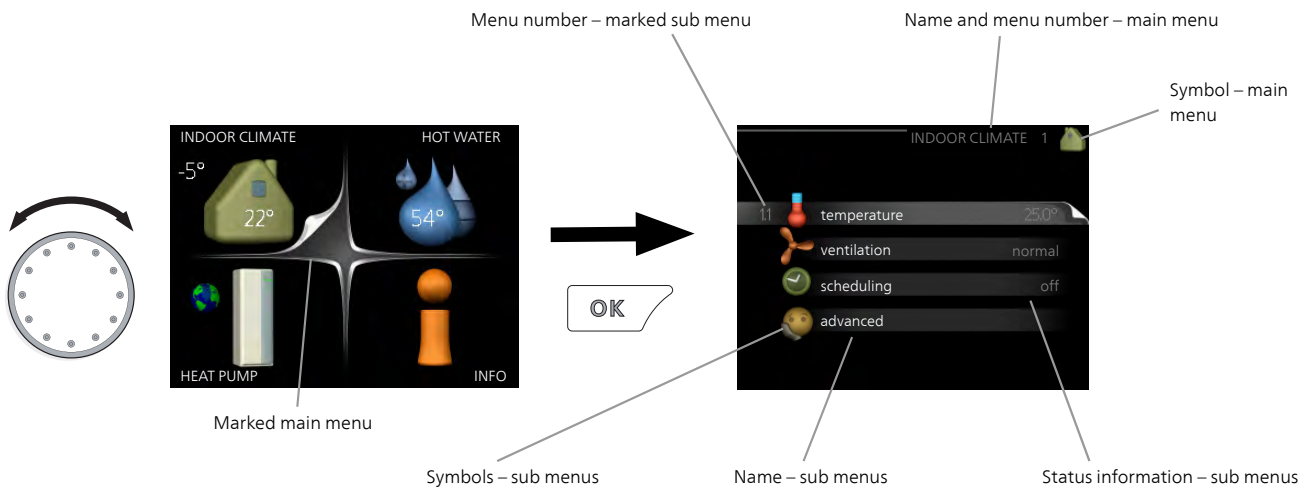 Menu number – marked sub menu
Name and menu number – main menu
Symbol – main
menu
INDOOR CLIMATE
HOT WATER
-5°
22°
54°
HEAT PUMP
INFO
Marked main menu
OK
INDOOR CLIMATE 1
1.1 temperature 25.0°
ventilation normal
scheduling off
advanced
Symbols – sub menus
Name – sub menus
Status information – sub menus